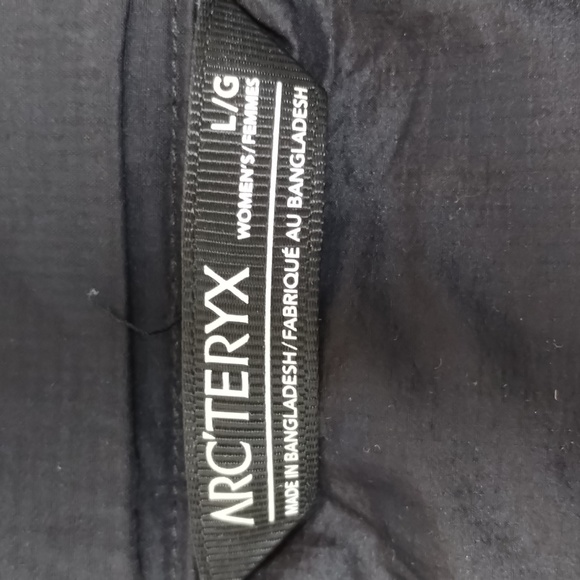 ARC'TERYX
L/G
WOMEN'S/FEMMES
MADE IN BANGLADESH/FABRIQUÉ AU BANGLADESH